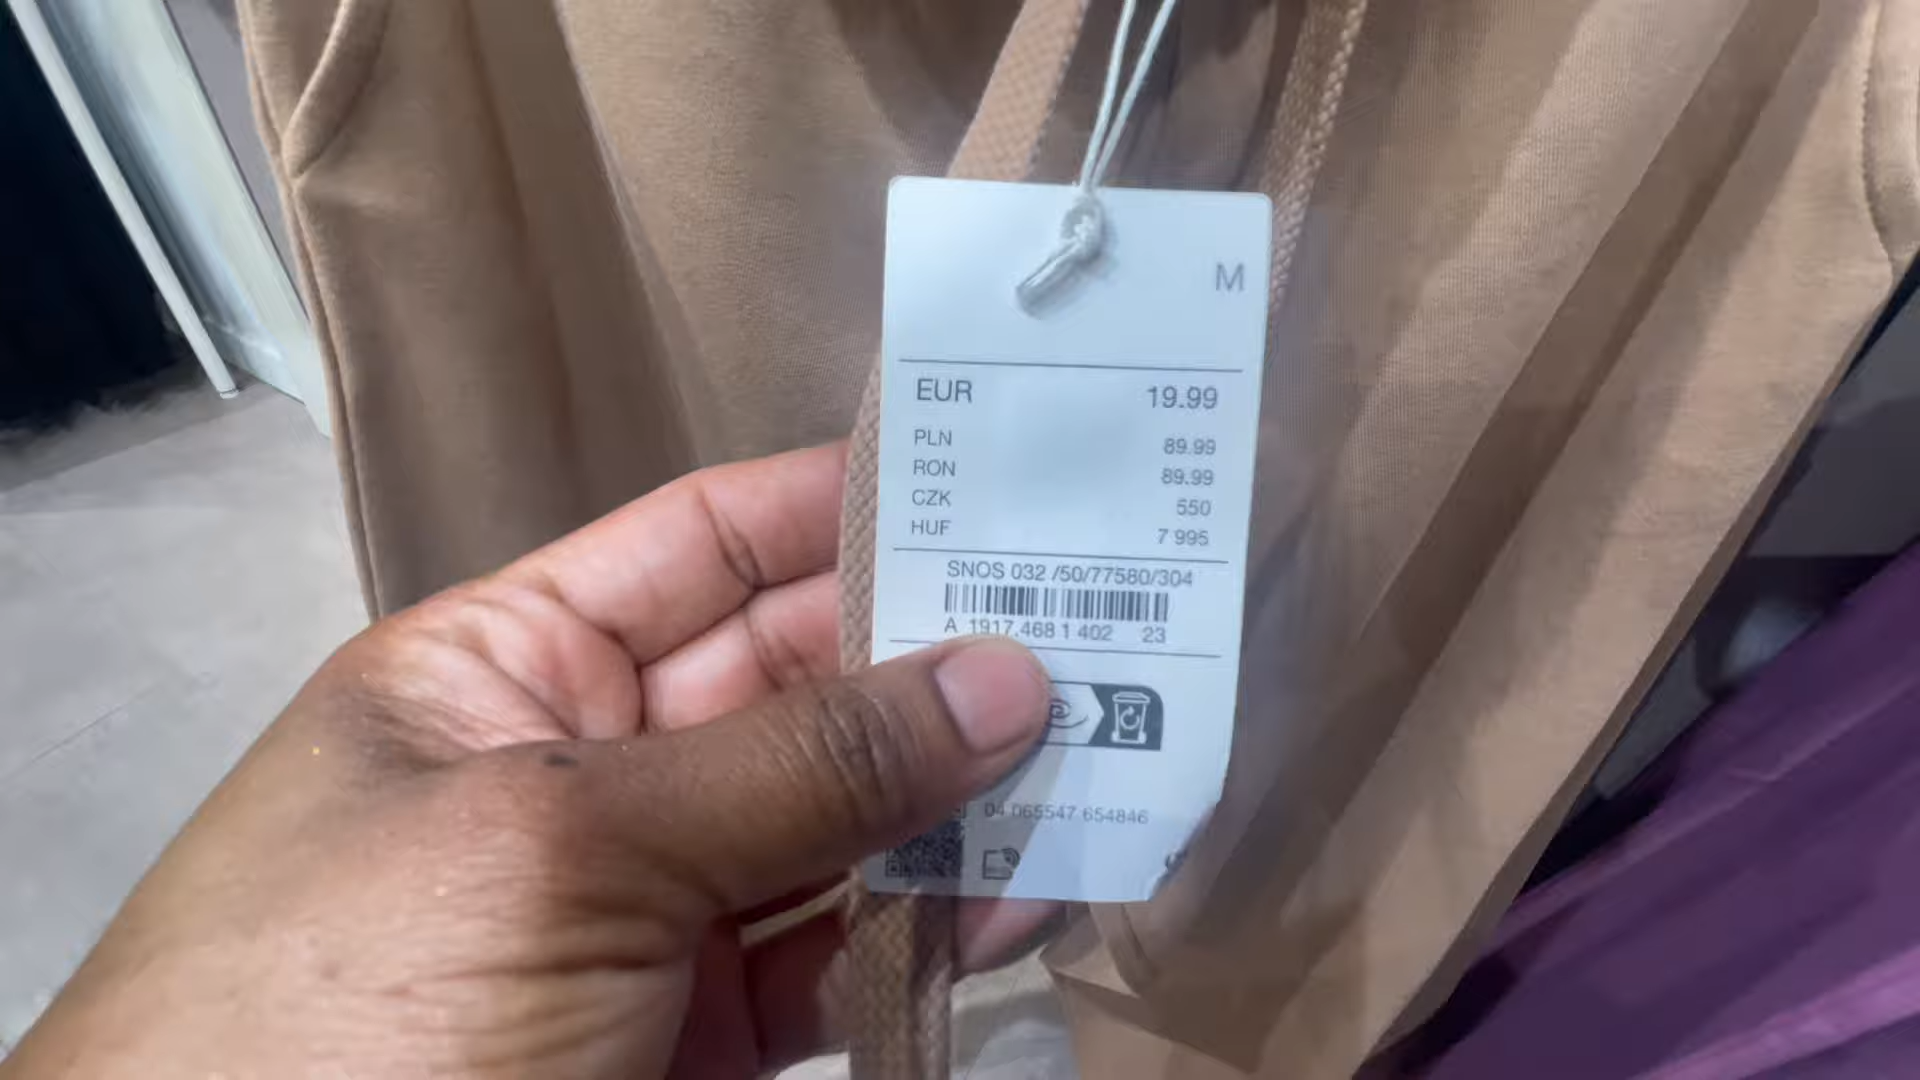 M
EUR 19.99
PLN 89.99
RON 89.99
CZK 550
HUF 7 995
SNOS 032 /50/77580/304
A 1917.468 1 402 23
04 065547 654846